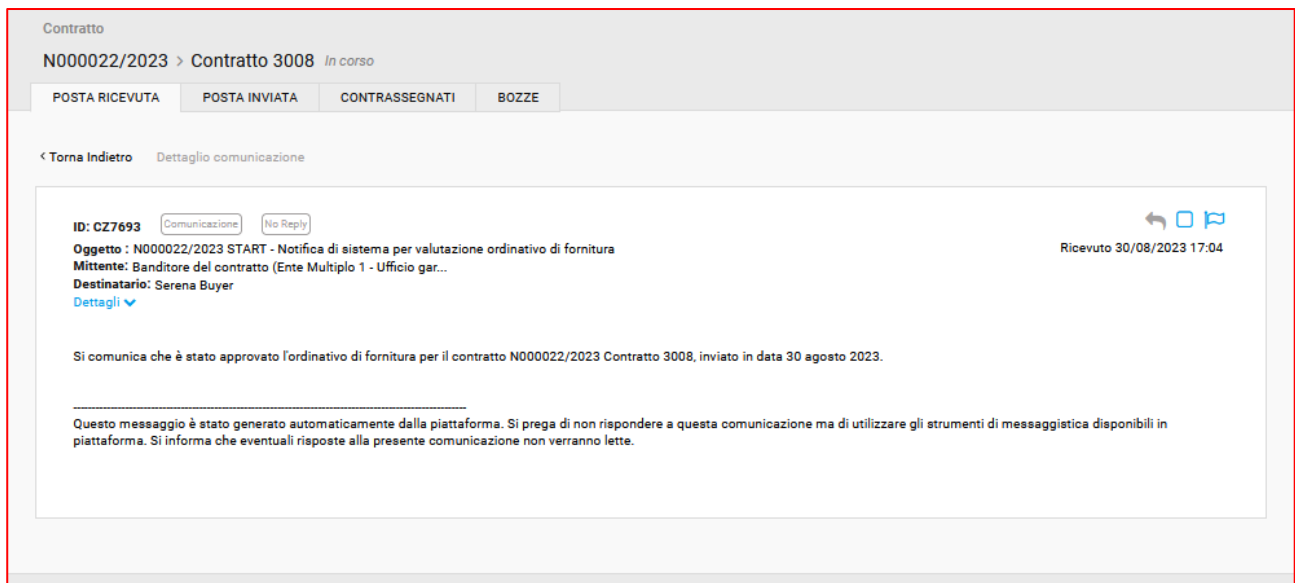 Contratto
N000022/2023 > Contratto 3008 In corso
POSTA RICEVUTA POSTA INVIATA CONTRASSEGNATI BOZZE
< Torna Indietro Dettaglio comunicazione
ID: CZ7693 Comunicazione No Reply
Oggetto : N000022/2023 START - Notifica di sistema per valutazione ordinativo di fornitura
Ricevuto 30/08/2023 17:04
Mittente: Banditore del contratto (Ente Multiplo 1 - Ufficio gar...
Destinatario: Serena Buyer
Dettagli
Si comunica che è stato approvato l'ordinativo di fornitura per il contratto N000022/2023 Contratto 3008, inviato in data 30 agosto 2023.
Questo messaggio è stato generato automaticamente dalla piattaforma. Si prega di non rispondere a questa comunicazione ma di utilizzare gli strumenti di messaggistica disponibili in
piattaforma. Si informa che eventuali risposte alla presente comunicazione non verranno lette.